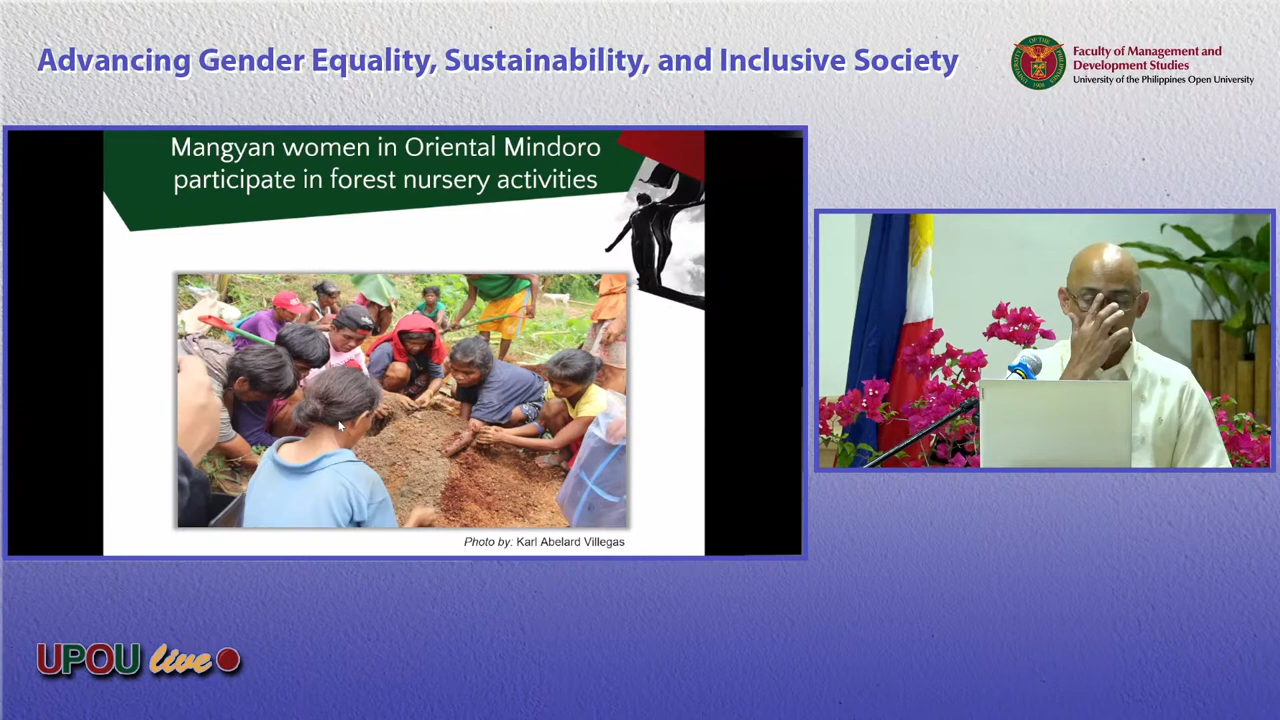 Advancing Gender Equality, Sustainability, and Inclusive Society
Faculty of Management and
Development Studies
University of the Philippines Open University
Mangyan women in Oriental Mindoro
participate in forest nursery activities
Photo by: Karl Abelard Villegas
UPOU live